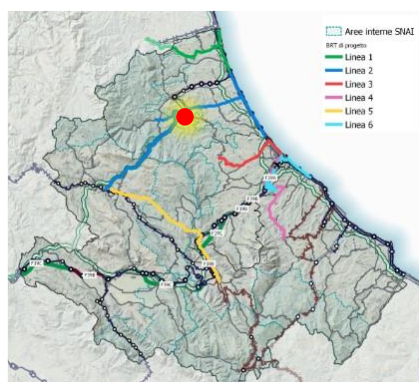 Aree interne SNAI
BRT di progetto
Linea 1
Linea 2
Linea 3
Linea 4
Linea 5
Linea 6